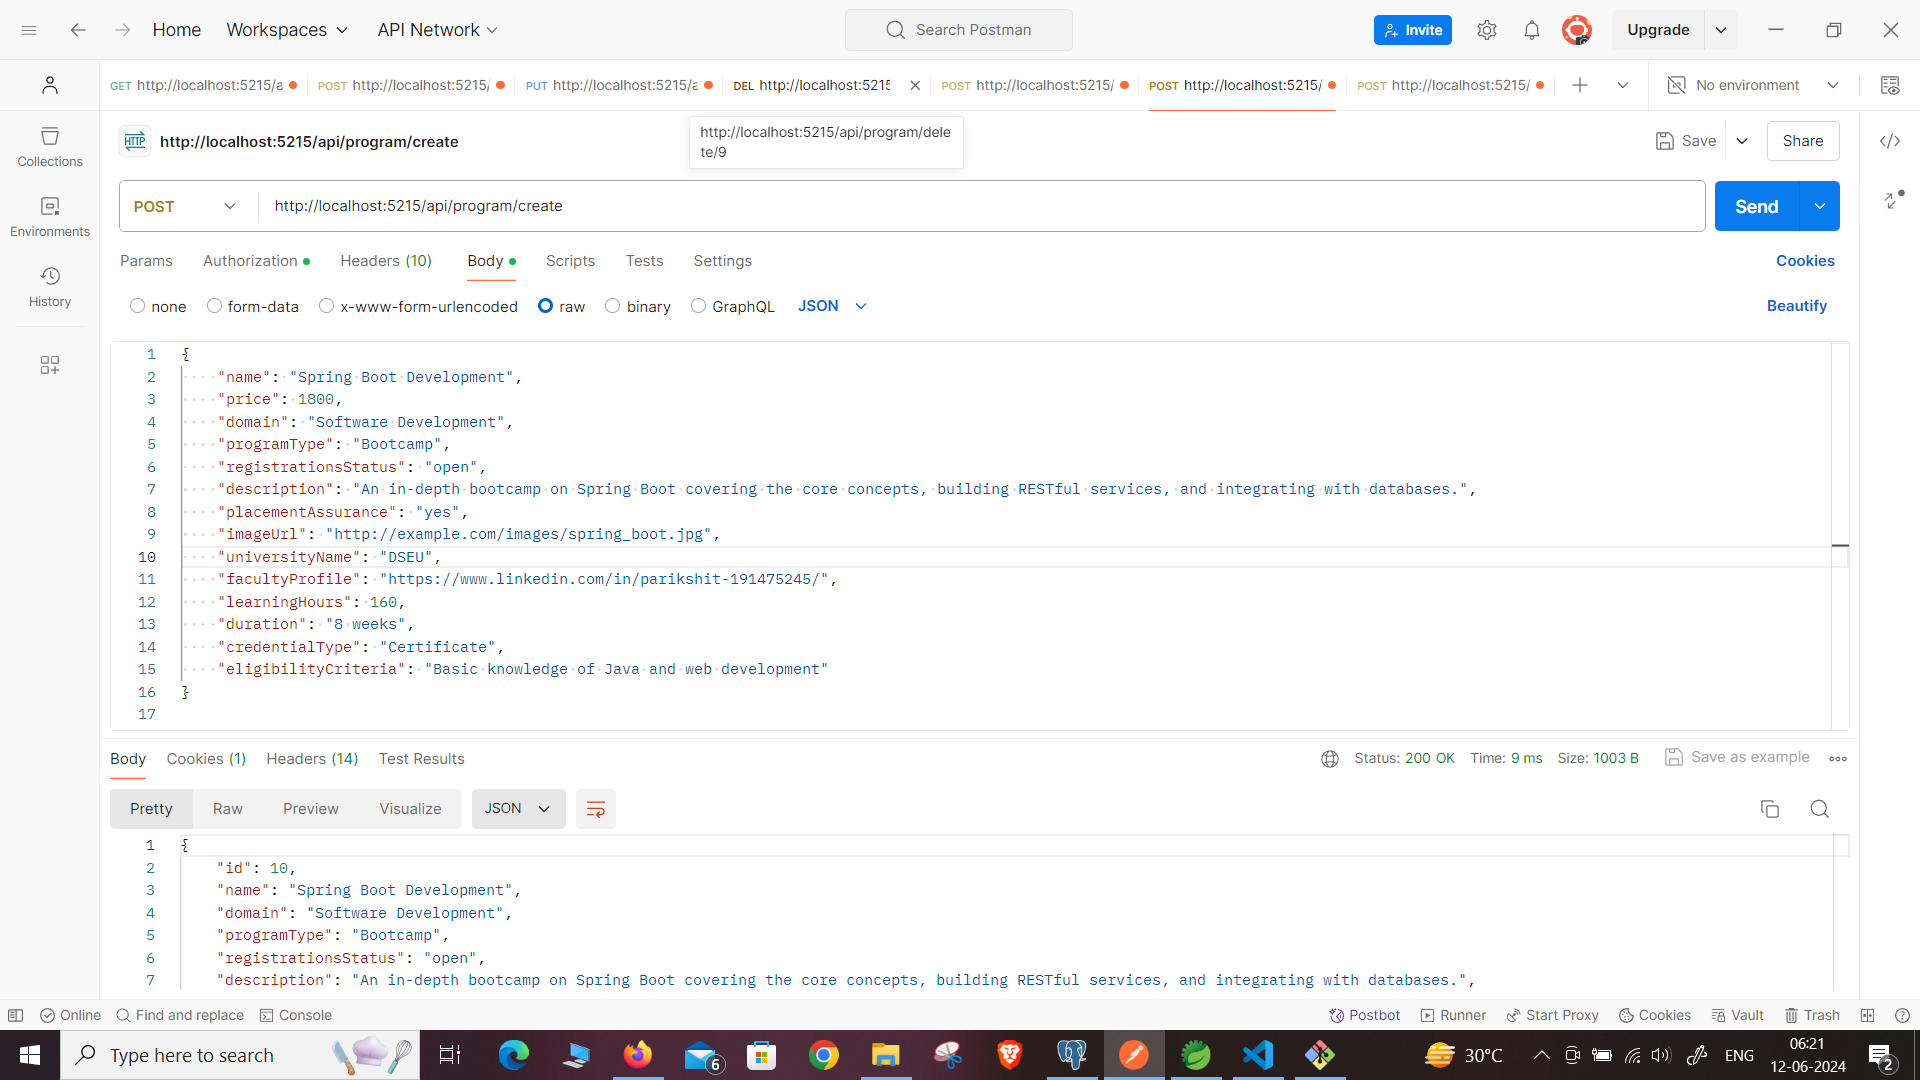 Home
Workspaces
API Network
Search Postman
Invite
Upgrade
GET http://localhost:5215/a
POST http://localhost:5215/
PUT http://localhost:5215/a
DEL http://localhost:5215
POST http://localhost:5215/
POST http://localhost:5215/
POST http://localhost:5215/
No environment
HTTP
http://localhost:5215/api/program/create
http://localhost:5215/api/program/dele
te/9
Save
Share
Collections
Environments
History
POST
http://localhost:5215/api/program/create
Send
Params
Authorization
Headers (10)
Body
Scripts
Tests
Settings
Cookies
none
form-data
x-www-form-urlencoded
raw
binary
GraphQL
JSON
Beautify
1 {
2 "name": "Spring Boot Development",
3 "price": 1800,
4 "domain": "Software Development",
5 "programType": "Bootcamp",
6 "registrationsStatus": "open",
7 "description": "An in-depth bootcamp on Spring Boot covering the core concepts, building RESTful services, and integrating with databases.",
8 "placementAssurance": "yes",
9 "imageUrl": "http://example.com/images/spring_boot.jpg",
10 "universityName": "DSEU",
11 "facultyProfile": "https://www.linkedin.com/in/parikshit-191475245/",
12 "learningHours": 160,
13 "duration": "8 weeks",
14 "credentialType": "Certificate",
15 "eligibilityCriteria": "Basic knowledge of Java and web development"
16 }
17
Body
Cookies (1)
Headers (14)
Test Results
Status: 200 OK
Time: 9 ms
Size: 1003 B
Save as example
Pretty
Raw
Preview
Visualize
JSON
1 {
2 "id": 10,
3 "name": "Spring Boot Development",
4 "domain": "Software Development",
5 "programType": "Bootcamp",
6 "registrationsStatus": "open",
7 "description": "An in-depth bootcamp on Spring Boot covering the core concepts, building RESTful services, and integrating with databases.",
Online
Find and replace
Console
Postbot
Runner
Start Proxy
Cookies
Vault
Trash
Type here to search
6
30°C
ENG
06:21
12-06-2024
2